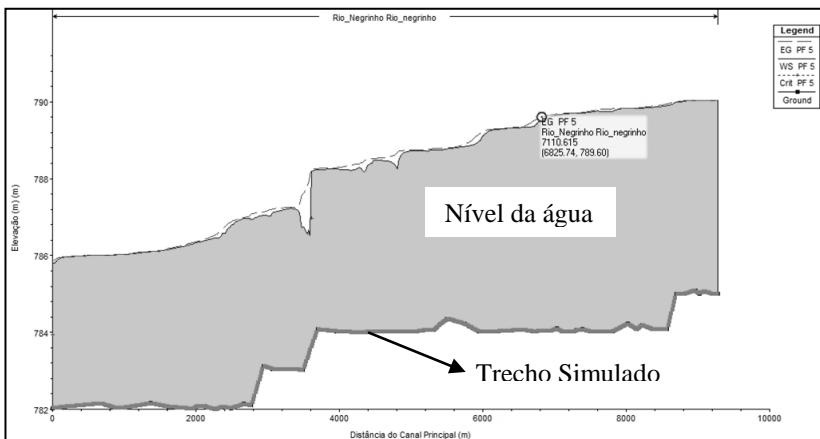 Rio_Negrinho Rio_negrinho
Legend
EG PF 5
WS PF 5
Crit PF 5
Ground
Elevação (m) (m)
790
788
786
784
782
EG PF 5
Rio_Negrinho Rio_negrinho
7110.615
(6825.74, 789.60)
Nível da água
Trecho Simulado
0
2000
4000
6000
8000
10000
Distância do Canal Principal (m)